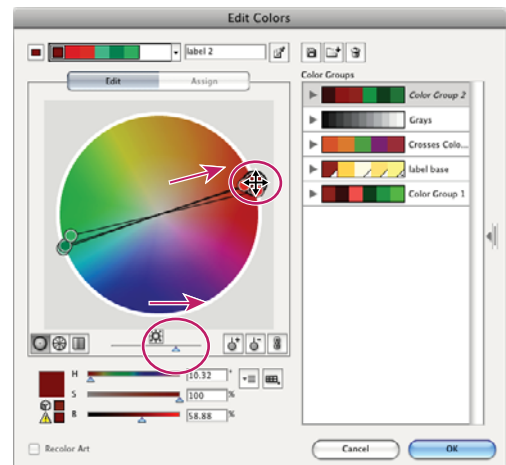 Edit Colors
label 2
Edit
Assign
Color Groups
Color Group 2
Grays
Crosses Colo...
label base
Color Group 1
H
10.32
°
S
100
%
B
58.88
%
Recolor Art
Cancel
OK